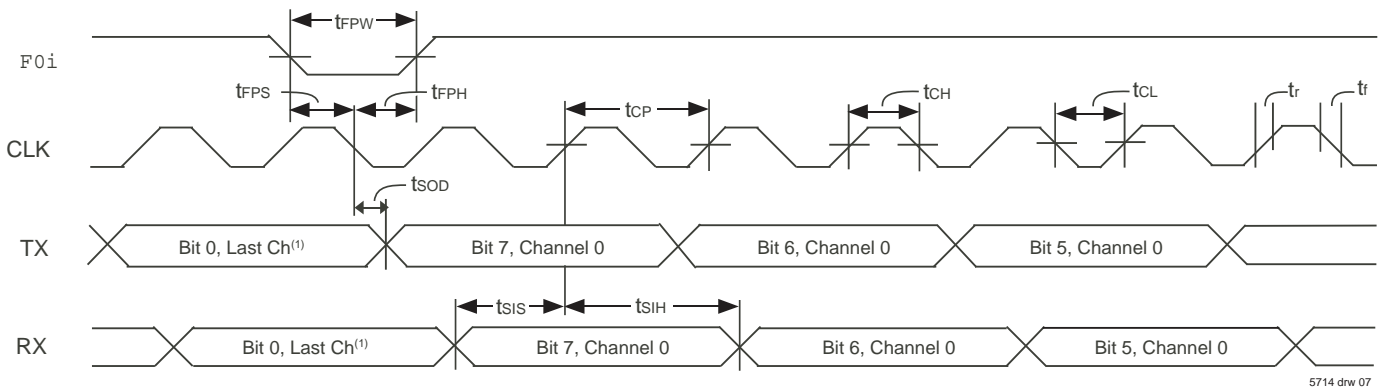 tFPW
F0i
tFPS
tFPH
tCP
tCH
tCL
tr
tf
CLK
tSOD
TX
Bit 0, Last Ch(1)
Bit 7, Channel 0
Bit 6, Channel 0
Bit 5, Channel 0
tSIS
tSIH
RX
Bit 0, Last Ch(1)
Bit 7, Channel 0
Bit 6, Channel 0
Bit 5, Channel 0
5714 drw 07